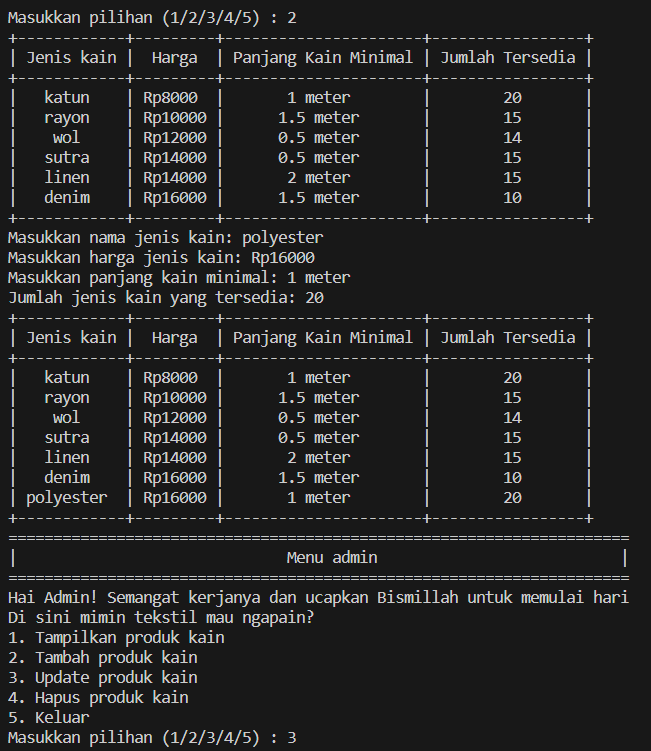 Masukkan pilihan (1/2/3/4/5) : 2
+------------+---------+----------------------+-----------------+
| Jenis kain |  Harga  | Panjang Kain Minimal | Jumlah Tersedia |
+------------+---------+----------------------+-----------------+
|   katun    | Rp8000  |       1 meter        |       20        |
|   rayon    | Rp10000 |      1.5 meter       |       15        |
|    wol     | Rp12000 |      0.5 meter       |       14        |
|   sutra    | Rp14000 |      0.5 meter       |       15        |
|   linen    | Rp14000 |       2 meter        |       15        |
|   denim    | Rp16000 |      1.5 meter       |       10        |
+------------+---------+----------------------+-----------------+
Masukkan nama jenis kain: polyester
Masukkan harga jenis kain: Rp16000
Masukkan panjang kain minimal: 1 meter
Jumlah jenis kain yang tersedia: 20
+------------+---------+----------------------+-----------------+
| Jenis kain |  Harga  | Panjang Kain Minimal | Jumlah Tersedia |
+------------+---------+----------------------+-----------------+
|   katun    | Rp8000  |       1 meter        |       20        |
|   rayon    | Rp10000 |      1.5 meter       |       15        |
|    wol     | Rp12000 |      0.5 meter       |       14        |
|   sutra    | Rp14000 |      0.5 meter       |       15        |
|   linen    | Rp14000 |       2 meter        |       15        |
|   denim    | Rp16000 |      1.5 meter       |       10        |
| polyester  | Rp16000 |       1 meter        |       20        |
+------------+---------+----------------------+-----------------+
=====================================================================
|                              Menu admin                           |
=====================================================================
Hai Admin! Semangat kerjanya dan ucapkan Bismillah untuk memulai hari
Di sini mimin tekstil mau ngapain?
1. Tampilkan produk kain
2. Tambah produk kain
3. Update produk kain
4. Hapus produk kain
5. Keluar
Masukkan pilihan (1/2/3/4/5) : 3